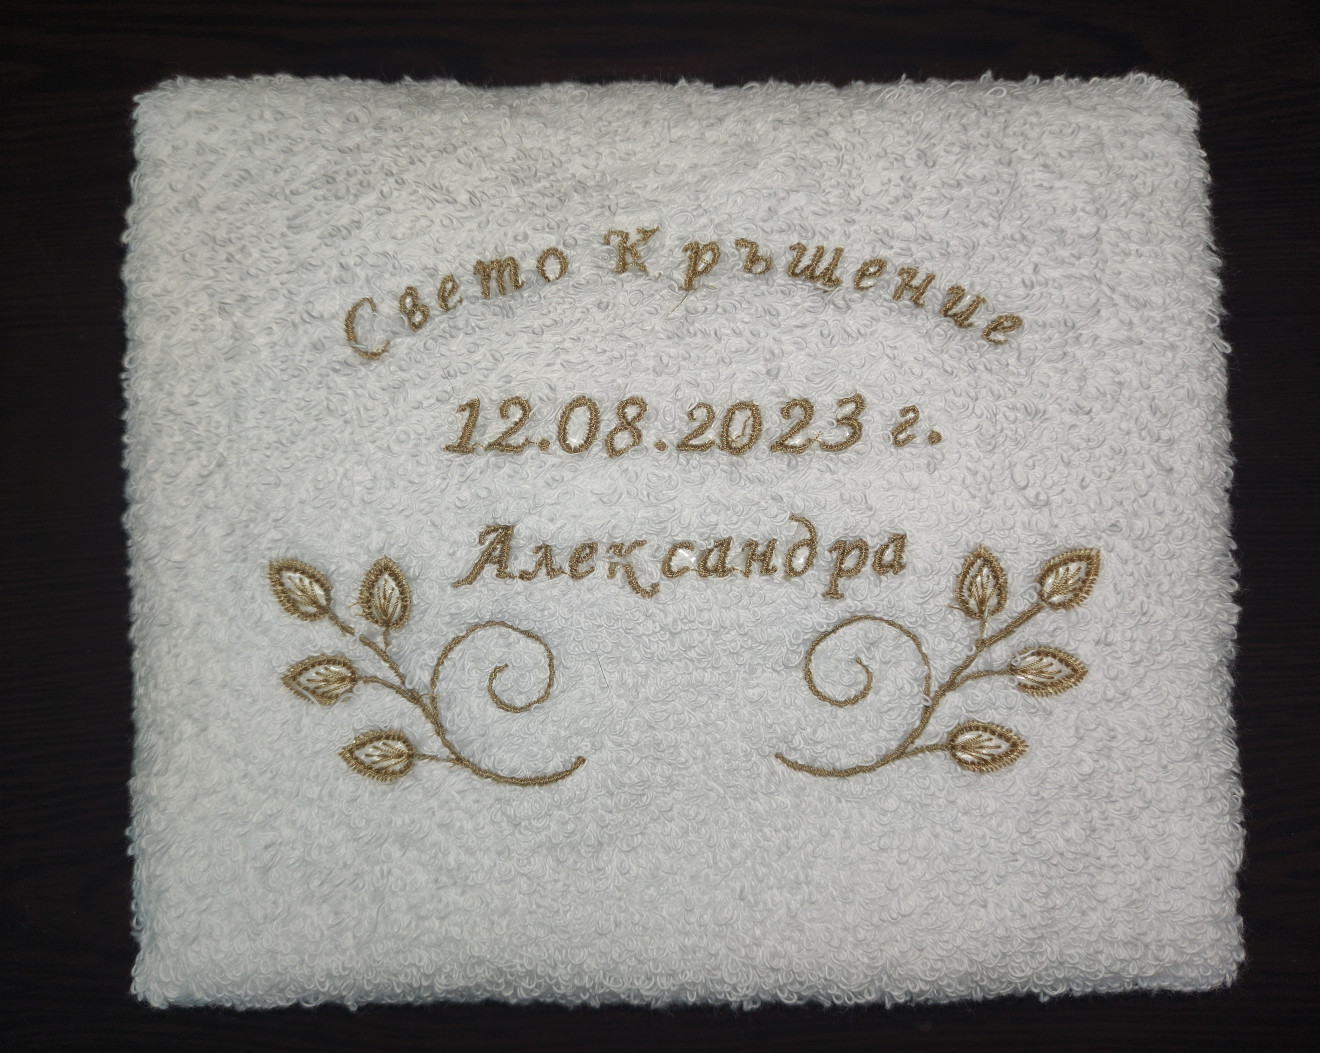 Свето Кръщение
12.08.2023 г.
Александра